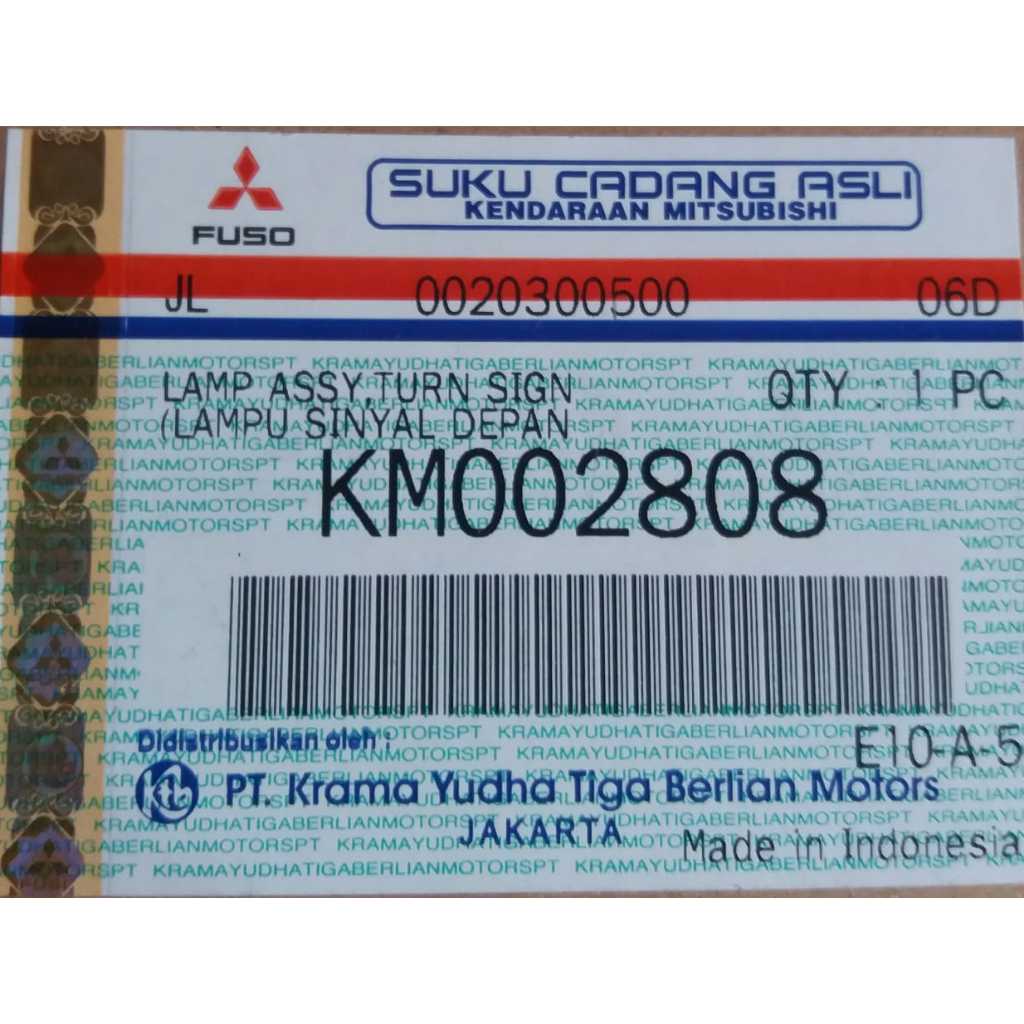 FUSO
SUKU CADANG ASLI
KENDARAAN MITSUBISHI
JL 0020300500 06D
LAMP ASSY,TURN SIGN QTY : 1 PC
(LAMPU SINYAL DEPAN
KM002808
Didistribusikan oleh :
E10-A-5
PT. Krama Yudha Tiga Berlian Motors
JAKARTA
Made in Indonesia